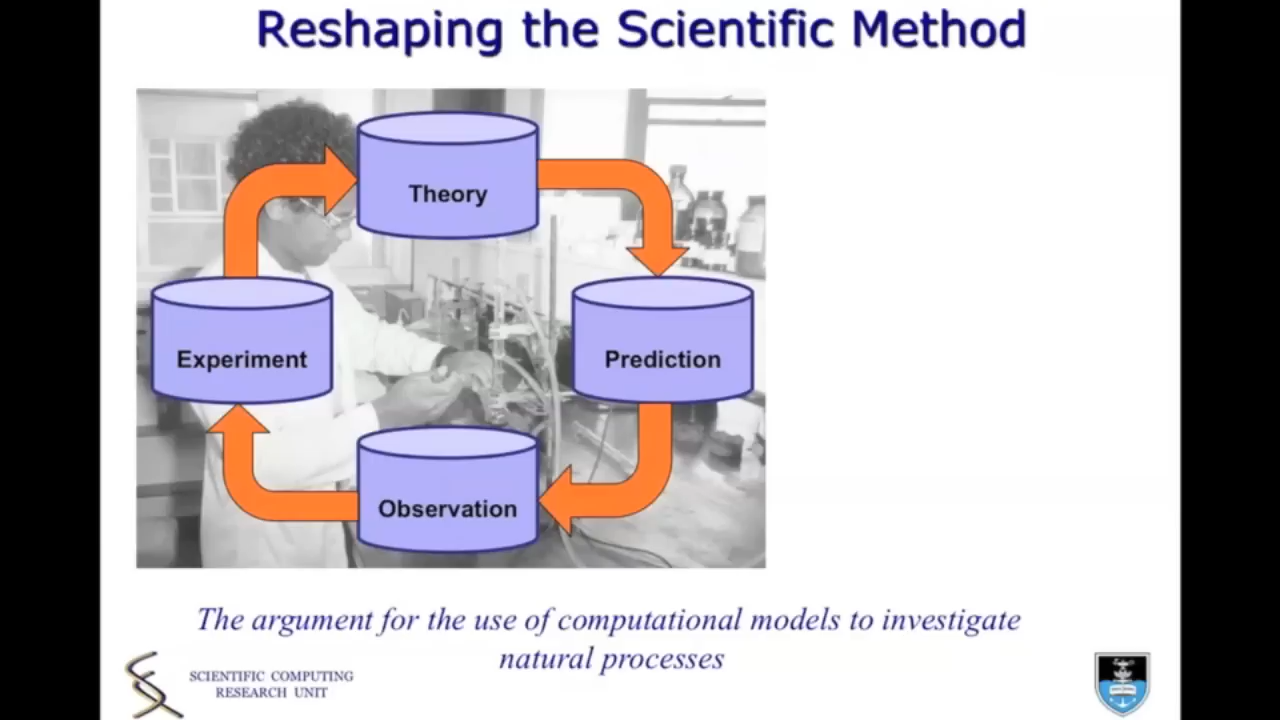 Reshaping the Scientific Method
Theory
Experiment
Prediction
Observation
The argument for the use of computational models to investigate
natural processes
SCIENTIFIC COMPUTING
RESEARCH UNIT